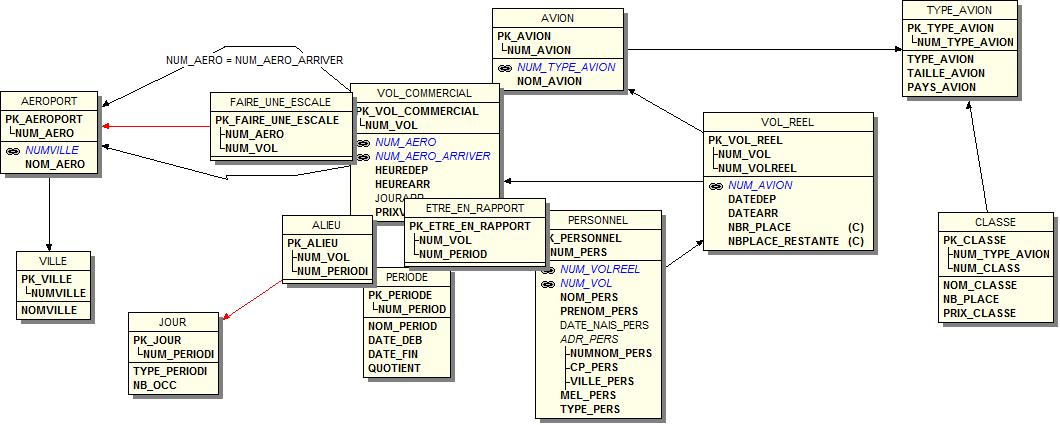 AVION
PK_AVION
NUM_AVION
NUM_TYPE_AVION
NOM_AVION
TYPE_AVION
PK_TYPE_AVION
NUM_TYPE_AVION
TYPE_AVION
TAILLE_AVION
PAYS_AVION
NUM_AERO = NUM_AERO_ARRIVER
AEROPORT
PK_AEROPORT
NUM_AERO
NUMVILLE
NOM_AERO
FAIRE_UNE_ESCALE
PK_FAIRE_UNE_ESCALE
NUM_AERO
NUM_VOL
VOL_COMMERCIAL
PK_VOL_COMMERCIAL
NUM_VOL
NUM_AERO
NUM_AERO_ARRIVER
HEUREDEP
HEUREARR
VOL_REEL
PK_VOL_REEL
NUM_VOL
NUM_VOLREEL
NUM_AVION
DATEDEP
DATEARR
NBR_PLACE (C)
NBPLACE_RESTANTE (C)
ETRE_EN_RAPPORT
PK_ETRE_EN_RAPPORT
NUM_VOL
NUM_PERIOD
PERSONNEL
K_PERSONNEL
NUM_PERS
NUM_VOLREEL
NUM_VOL
NOM_PERS
PRENOM_PERS
DATE_NAIS_PERS
ADR_PERS
NUMNOM_PERS
CP_PERS
VILLE_PERS
MEL_PERS
TYPE_PERS
CLASSE
PK_CLASSE
NUM_TYPE_AVION
NUM_CLASS
NOM_CLASSE
NB_PLACE
PRIX_CLASSE
ALIEU
PK_ALIEU
NUM_VOL
NUM_PERIODI
VILLE
PK_VILLE
NUMVILLE
NOMVILLE
PERIODE
PK_PERIODE
NUM_PERIOD
NOM_PERIOD
DATE_DEB
DATE_FIN
QUOTIENT
JOUR
PK_JOUR
NUM_PERIODI
TYPE_PERIODI
NB_OCC